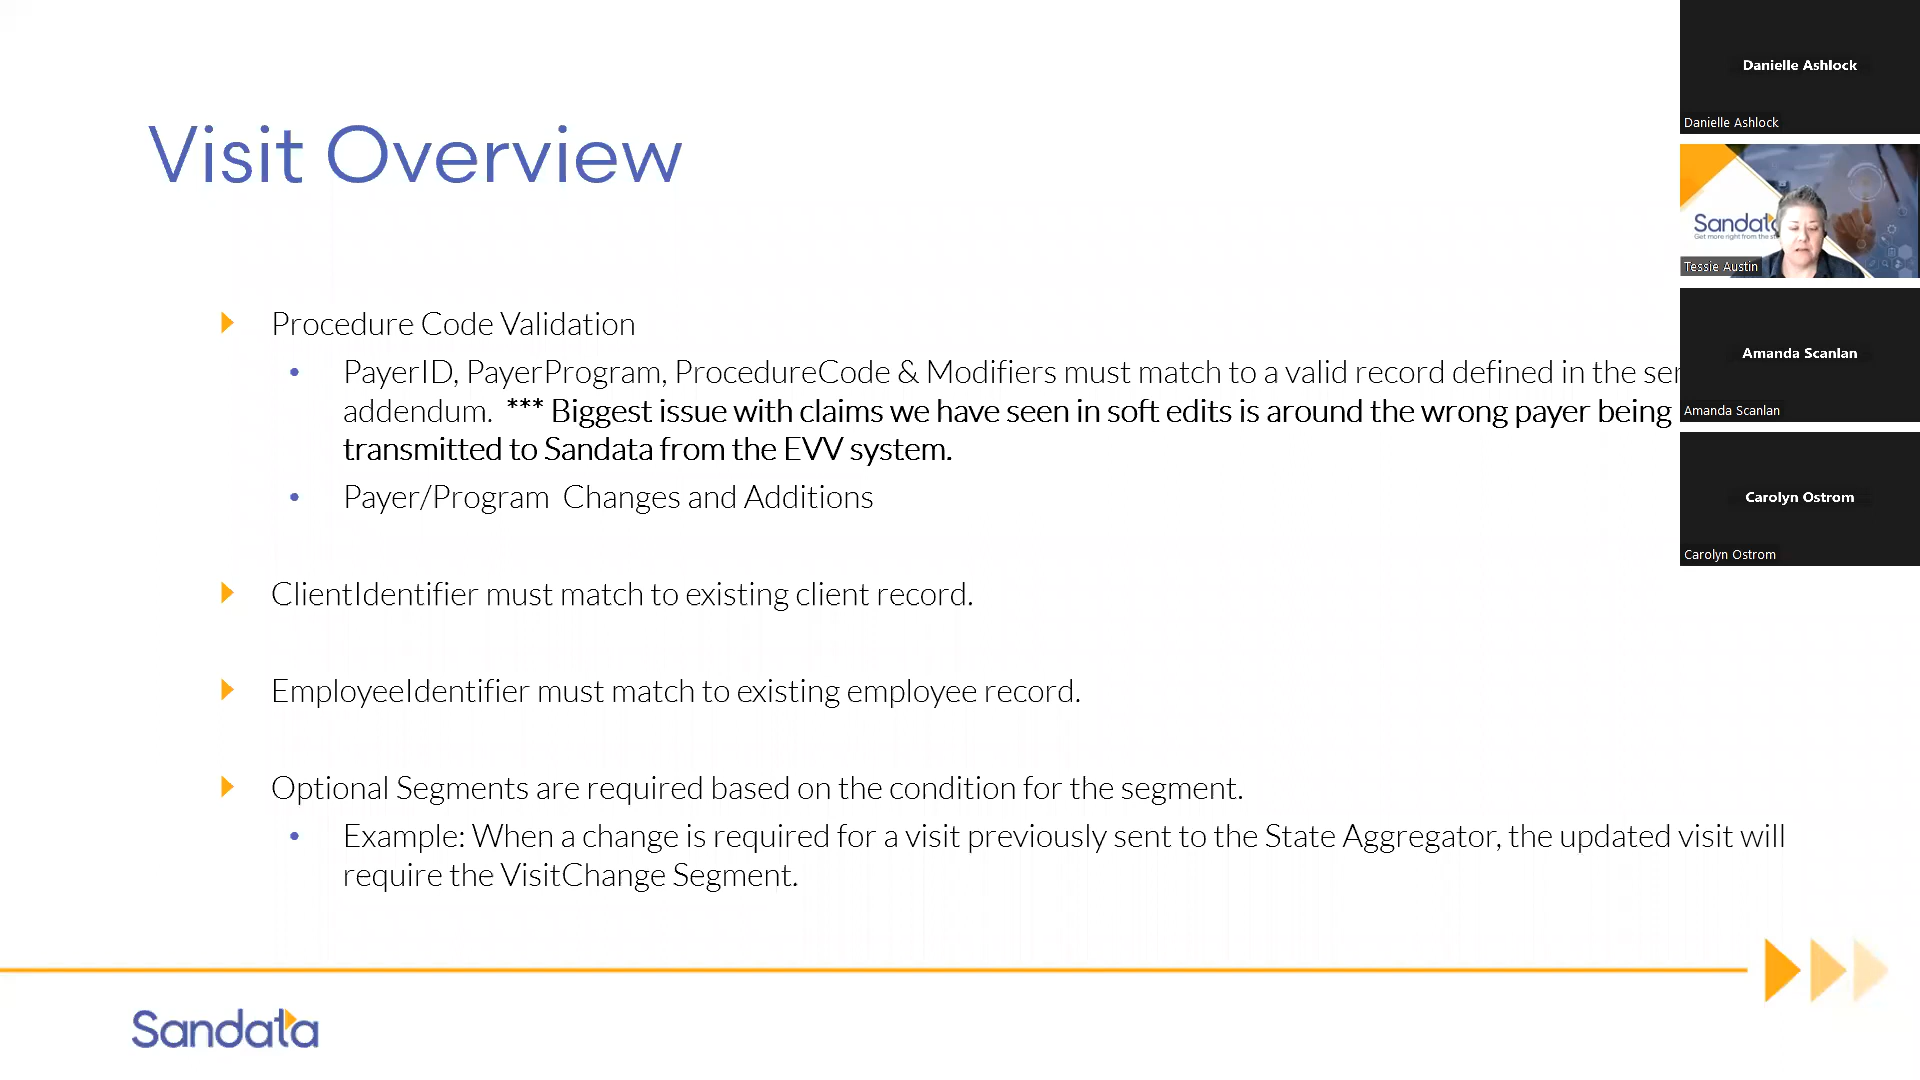 Visit Overview
Procedure Code Validation
PayerID, PayerProgram, ProcedureCode & Modifiers must match to a valid record defined in the
addendum. *** Biggest issue with claims we have seen in soft edits is around the wrong payer being
transmitted to Sandata from the EVV system.
Payer/Program Changes and Additions
ClientIdentifier must match to existing client record.
EmployeeIdentifier must match to existing employee record.
Optional Segments are required based on the condition for the segment.
Example: When a change is required for a visit previously sent to the State Aggregator, the updated visit will
require the VisitChange Segment.
Sandata
Danielle Ashlock
Danielle Ashlock
Sandata
Get more right from the
Tessie Austin
Amanda Scanlan
Amanda Scanlan
Carolyn Ostrom
Carolyn Ostrom